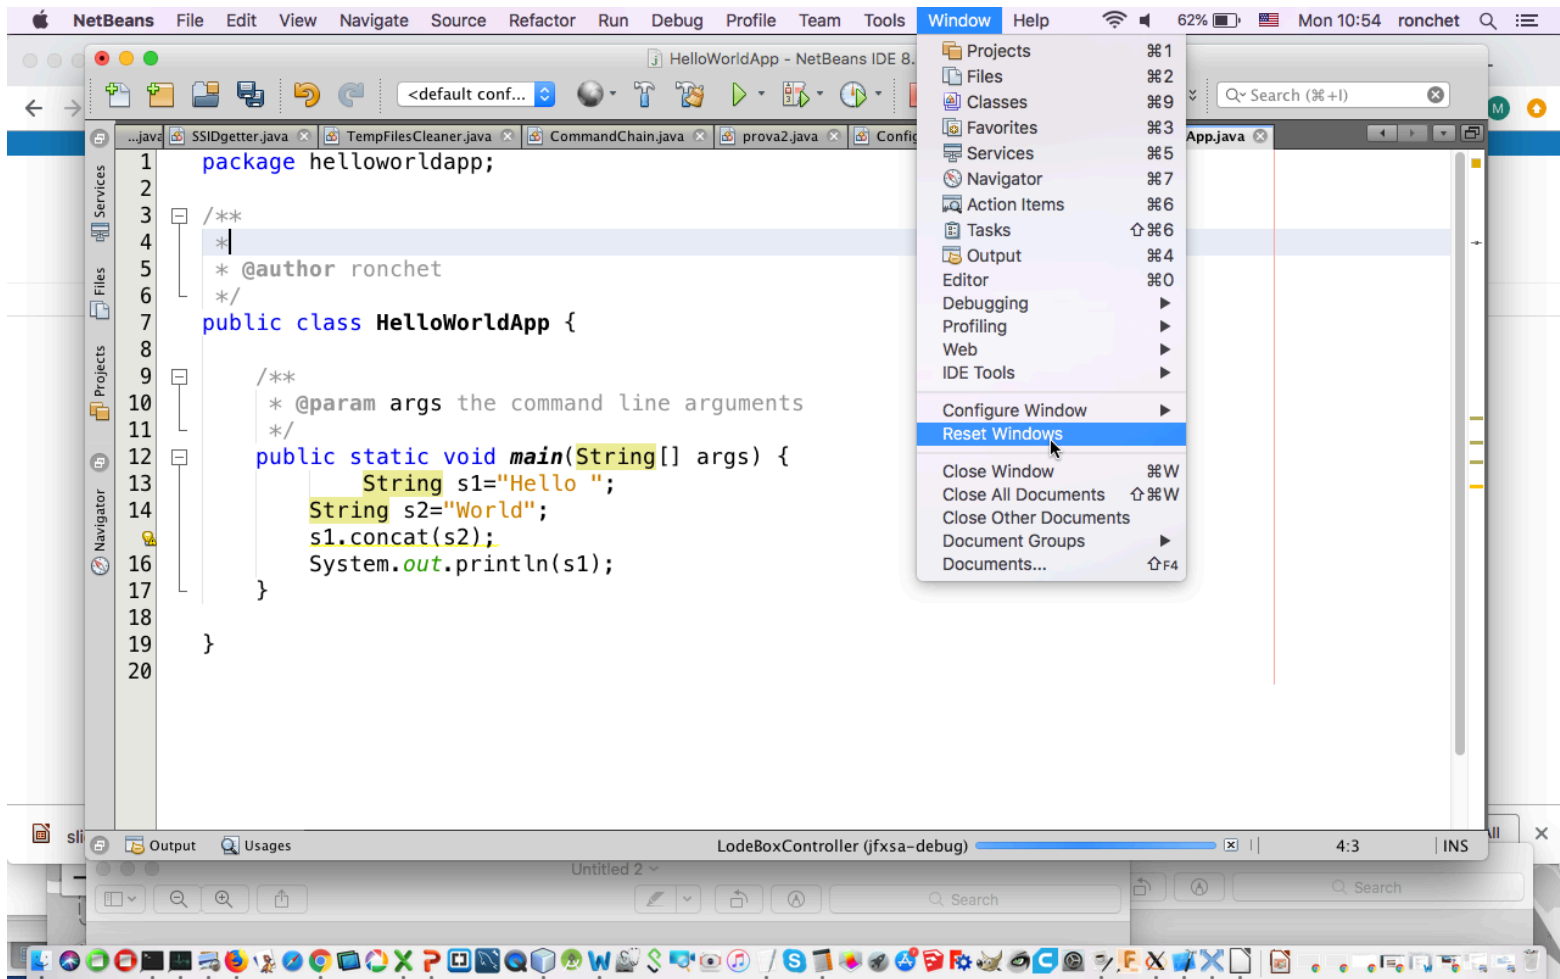 NetBeans File Edit View Navigate Source Refactor Run Debug Profile Team Tools Window Help 62% Mon 10:54 ronchet
HelloWorldApp - NetBeans IDE 8.
<default conf... Search (⌘+I)
...java SSIDgetter.java TempFilesCleaner.java CommandChain.java prova2.java Config App.java
Projects ⌘1
Files ⌘2
Classes ⌘9
Favorites ⌘3
Services ⌘5
Navigator ⌘7
Action Items ⌘6
Tasks ⇧⌘6
Output ⌘4
Editor ⌘0
Debugging
Profiling
Web
IDE Tools
Configure Window
Reset Windows
Close Window ⌘W
Close All Documents ⇧⌘W
Close Other Documents
Document Groups
Documents... ⇧F4
Services
Files
Projects
Navigator
1 package helloworldapp;
2
3 /**
4 *
5 * @author ronchet
6 */
7 public class HelloWorldApp {
8
9 /**
10 * @param args the command line arguments
11 */
12 public static void main(String[] args) {
13 String s1="Hello ";
14 String s2="World";
s1.concat(s2);
16 System.out.println(s1);
17 }
18
19 }
20
M
Output Usages LodeBoxController (jfxsa-debug) 4:3 INS
Untitled 2
Search
Search